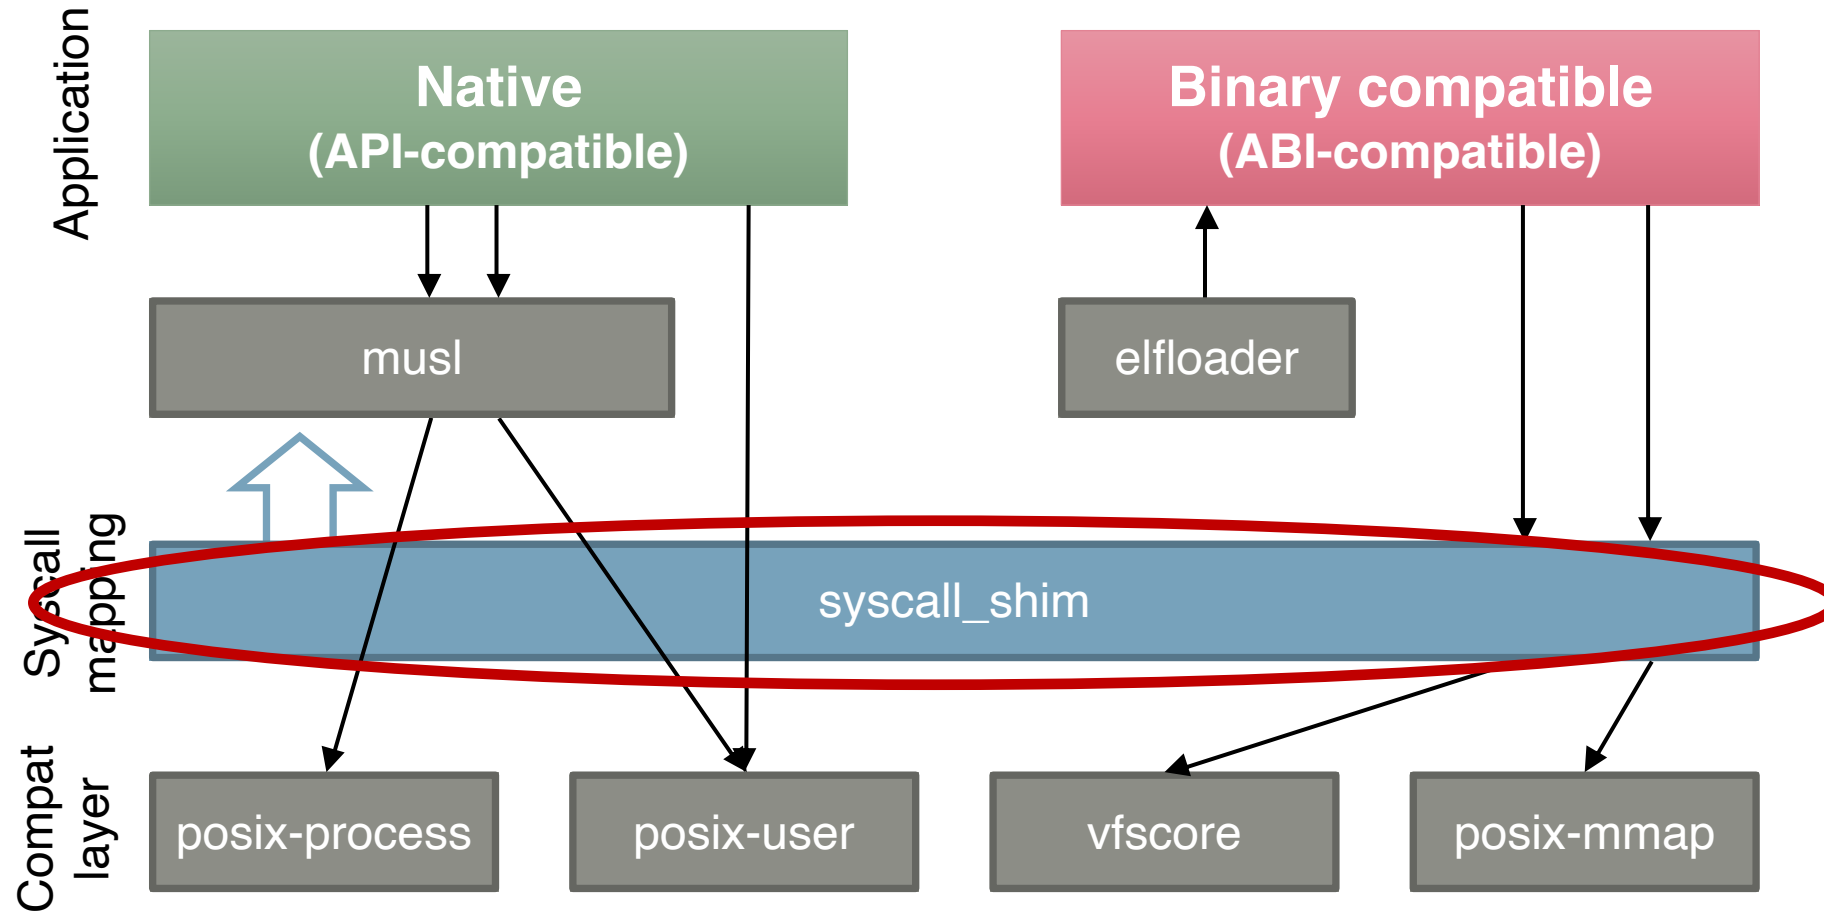 Application
Native
(API-compatible)
Binary compatible
(ABI-compatible)
musl
elfloader
Syscall
mapping
syscall_shim
Compat
layer
posix-process
posix-user
vfscore
posix-mmap